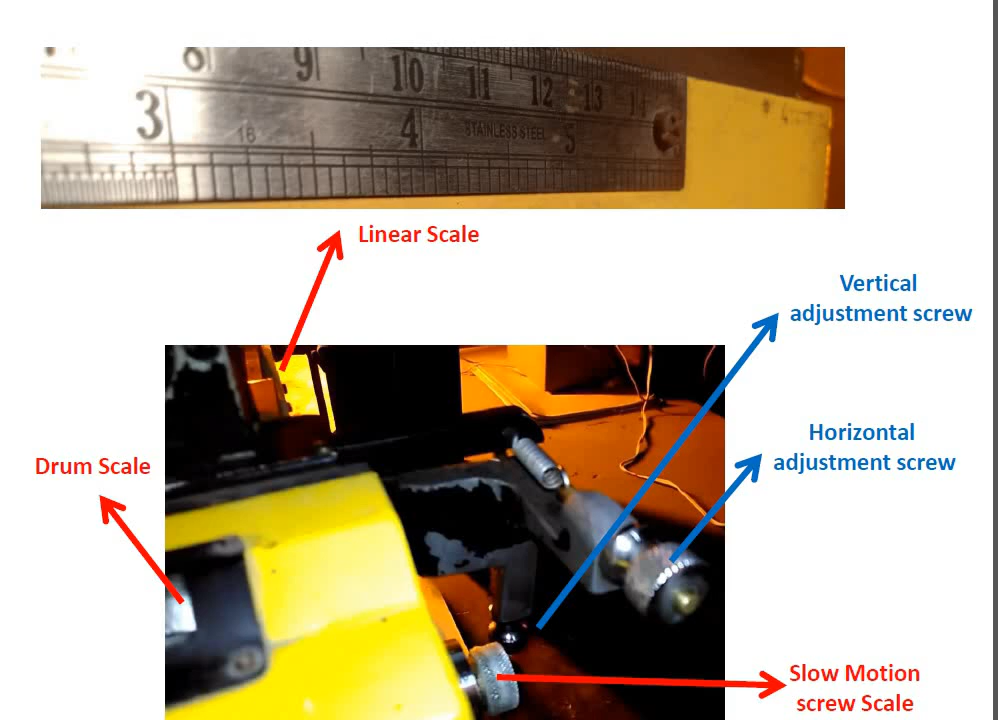 8 9 10 11 12 13 14
3 16 4 STAINLESS STEEL 5
Linear Scale
Vertical
adjustment screw
Horizontal
adjustment screw
Drum Scale
Slow Motion
screw Scale